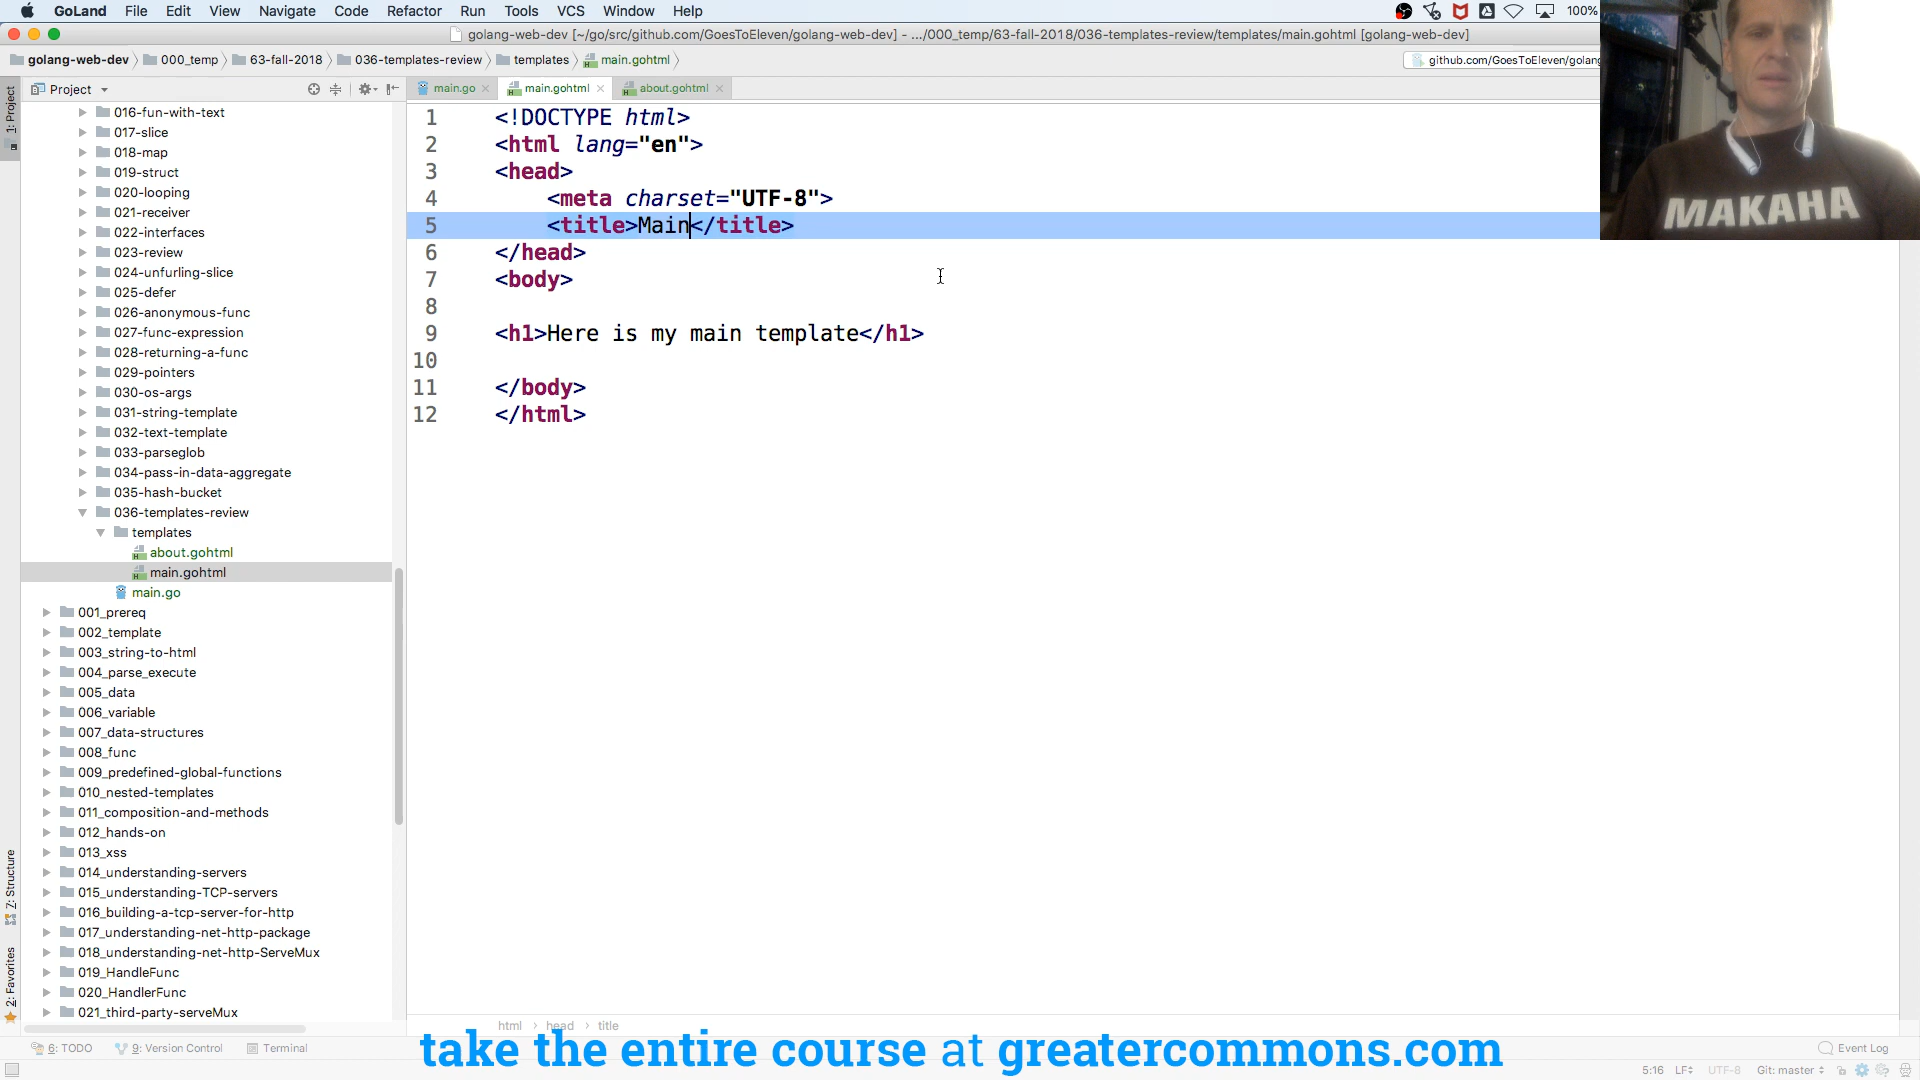 GoLand File Edit View Navigate Code Refactor Run Tools VCS Window Help 100%
golang-web-dev [~/go/src/github.com/GoesToEleven/golang-web-dev] - .../000_temp/63-fall-2018/036-templates-review/templates/main.gohtml [golang-web-dev]
golang-web-dev 000_temp 63-fall-2018 036-templates-review templates main.gohtml github.com/GoesToEleven/golang
Project main.go main.gohtml about.gohtml
1: Project
016-fun-with-text
017-slice
018-map
019-struct
020-looping
021-receiver
022-interfaces
023-review
024-unfurling-slice
025-defer
026-anonymous-func
027-func-expression
028-returning-a-func
029-pointers
030-os-args
031-string-template
032-text-template
033-parseglob
034-pass-in-data-aggregate
035-hash-bucket
036-templates-review
templates
about.gohtml
main.gohtml
main.go
001_prereq
002_template
003_string-to-html
004_parse_execute
005_data
006_variable
007_data-structures
008_func
009_predefined-global-functions
010_nested-templates
011_composition-and-methods
012_hands-on
013_xss
014_understanding-servers
015_understanding-TCP-servers
016_building-a-tcp-server-for-http
017_understanding-net-http-package
018_understanding-net-http-ServeMux
019_HandleFunc
020_HandlerFunc
021_third-party-serveMux
7: Structure
2: Favorites
1 <!DOCTYPE html>
2 <html lang="en">
3 <head>
4 <meta charset="UTF-8">
5 <title>Main</title>
6 </head>
7 <body>
8
9 <h1>Here is my main template</h1>
10
11 </body>
12 </html>
MAKAHA
html head title
6: TODO 9: Version Control Terminal Event Log
take the entire course at greatercommons.com
5:16 LF UTF-8 Git: master